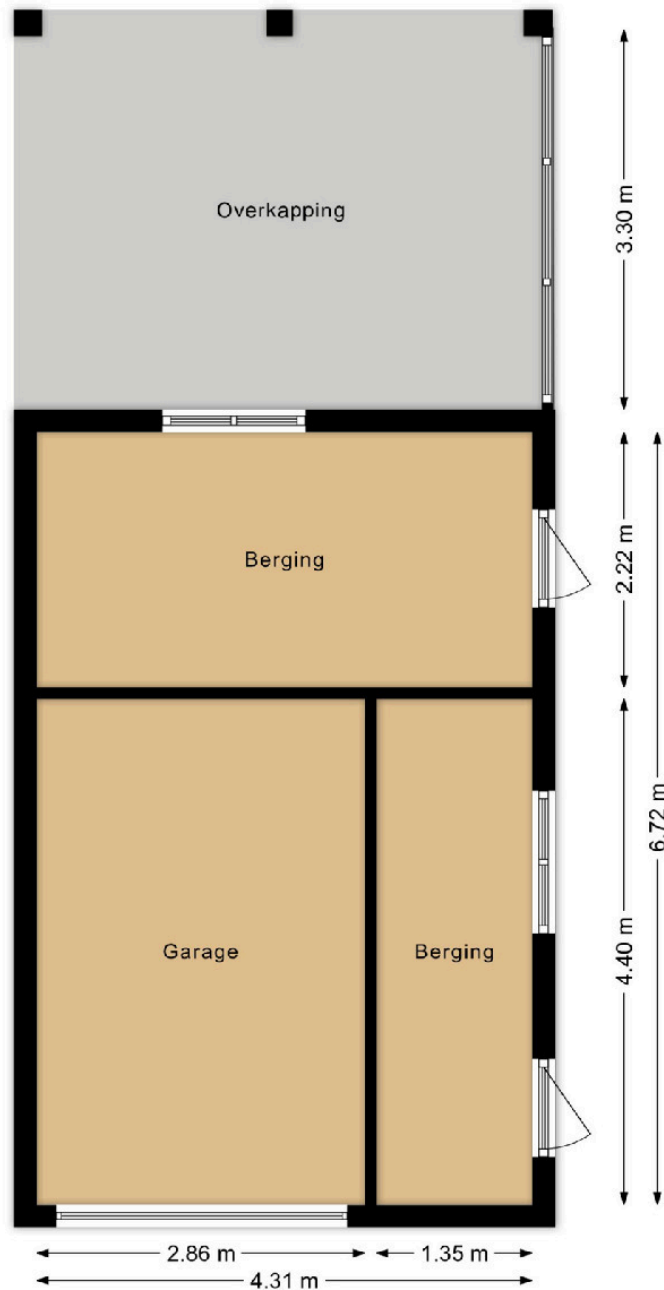 Overkapping
3.30 m
Berging
2.22 m
6.72 m
Garage
Berging
4.40 m
2.86 m
1.35 m
4.31 m